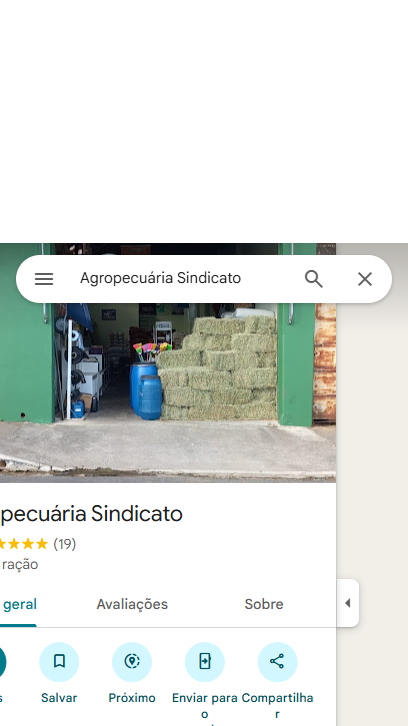 Agropecuária Sindicato
pecuária Sindicato
(19)
ração
geral
Avaliações
Sobre
s
Salvar
Próximo
Enviar para o
Compartilhar